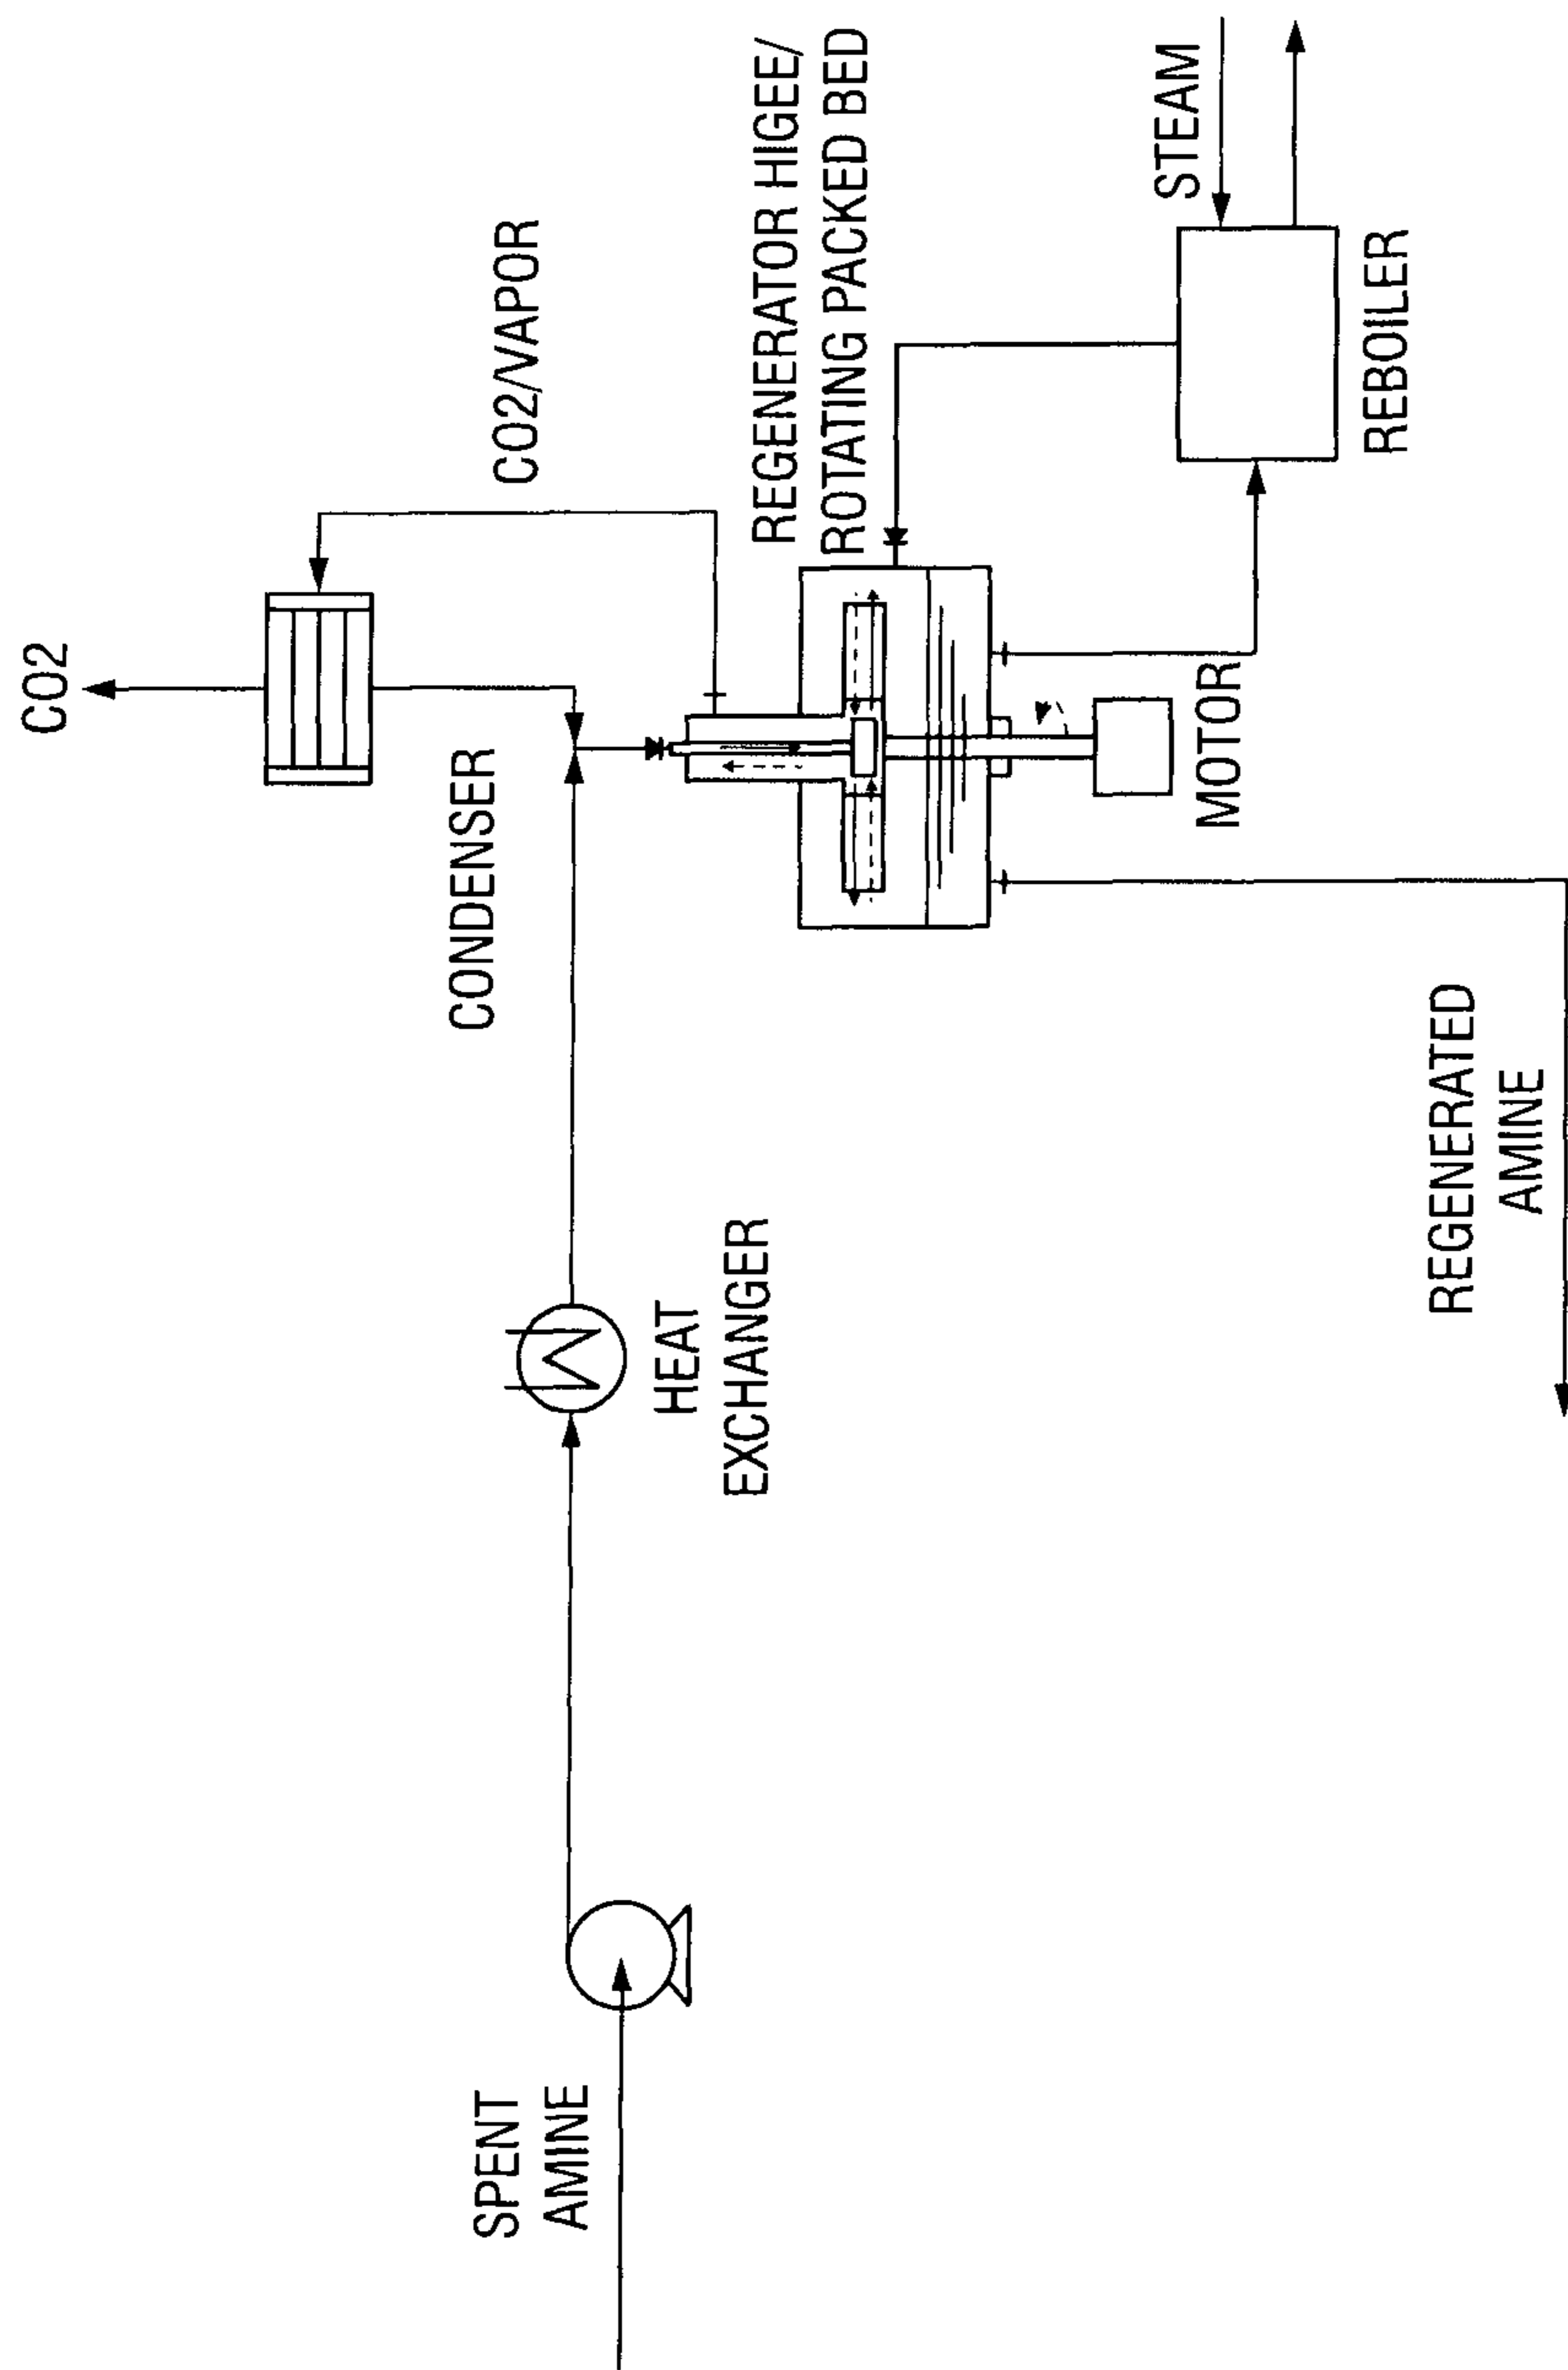 CO2
CO2/VAPOR
CONDENSER
REGENERATOR HIGEE/
ROTATING PACKED BED
STEAM
REBOILER
MOTOR
HEAT
EXCHANGER
REGENERATED
AMINE
SPENT
AMINE